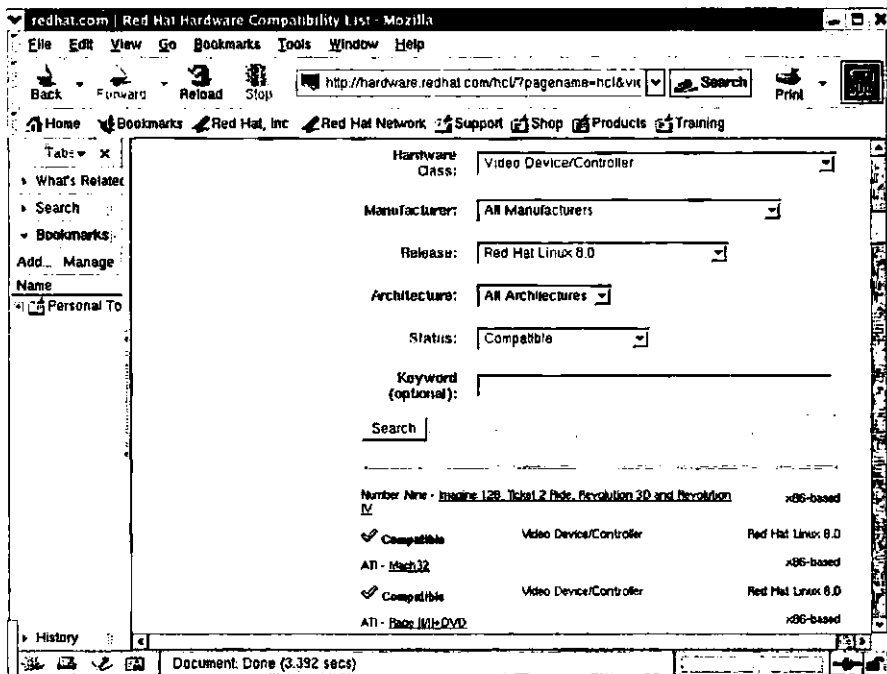 redhat.com | Red Hat Hardware Compatibility List - Mozilla
File Edit View Go Bookmarks Tools Window Help
Back Forward Reload Stop http://hardware.redhat.com/hcl/?pagename=hcl&vie Search Print
Home Bookmarks Red Hat, Inc Red Hat Network Support Shop Products Training
Tabs
What's Related
Search
Bookmarks
Add... Manage
Name
Personal To
Hardware Class: Video Device/Controller
Manufacturer: All Manufacturers
Release: Red Hat Linux 8.0
Architecture: All Architectures
Status: Compatible
Keyword (optional):
Search
Number Nine - Imagine 128, Ticket 2 Ride, Revolution 3D and Revolution IV x86-based
Compatible Video Device/Controller Red Hat Linux 8.0
ATI - Mach32 x86-based
Compatible Video Device/Controller Red Hat Linux 8.0
ATI - Rage x86-based
History
Document: Done (3.392 secs)